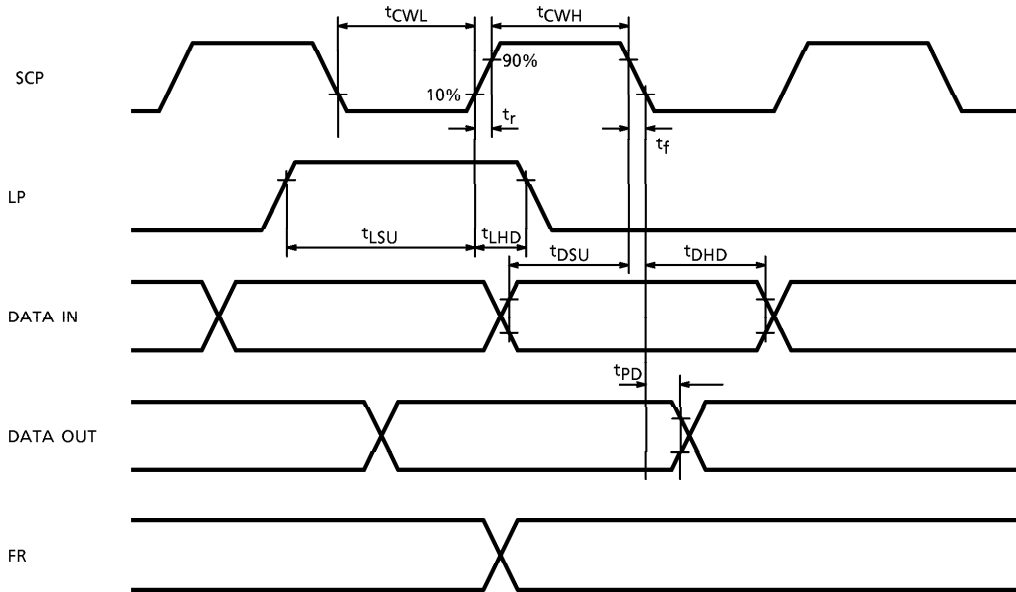 tCWL
tCWH
SCP
90%
10%
tr
tf
LP
tLSU
tLHD
tDSU
tDHD
DATA IN
tPD
DATA OUT
FR